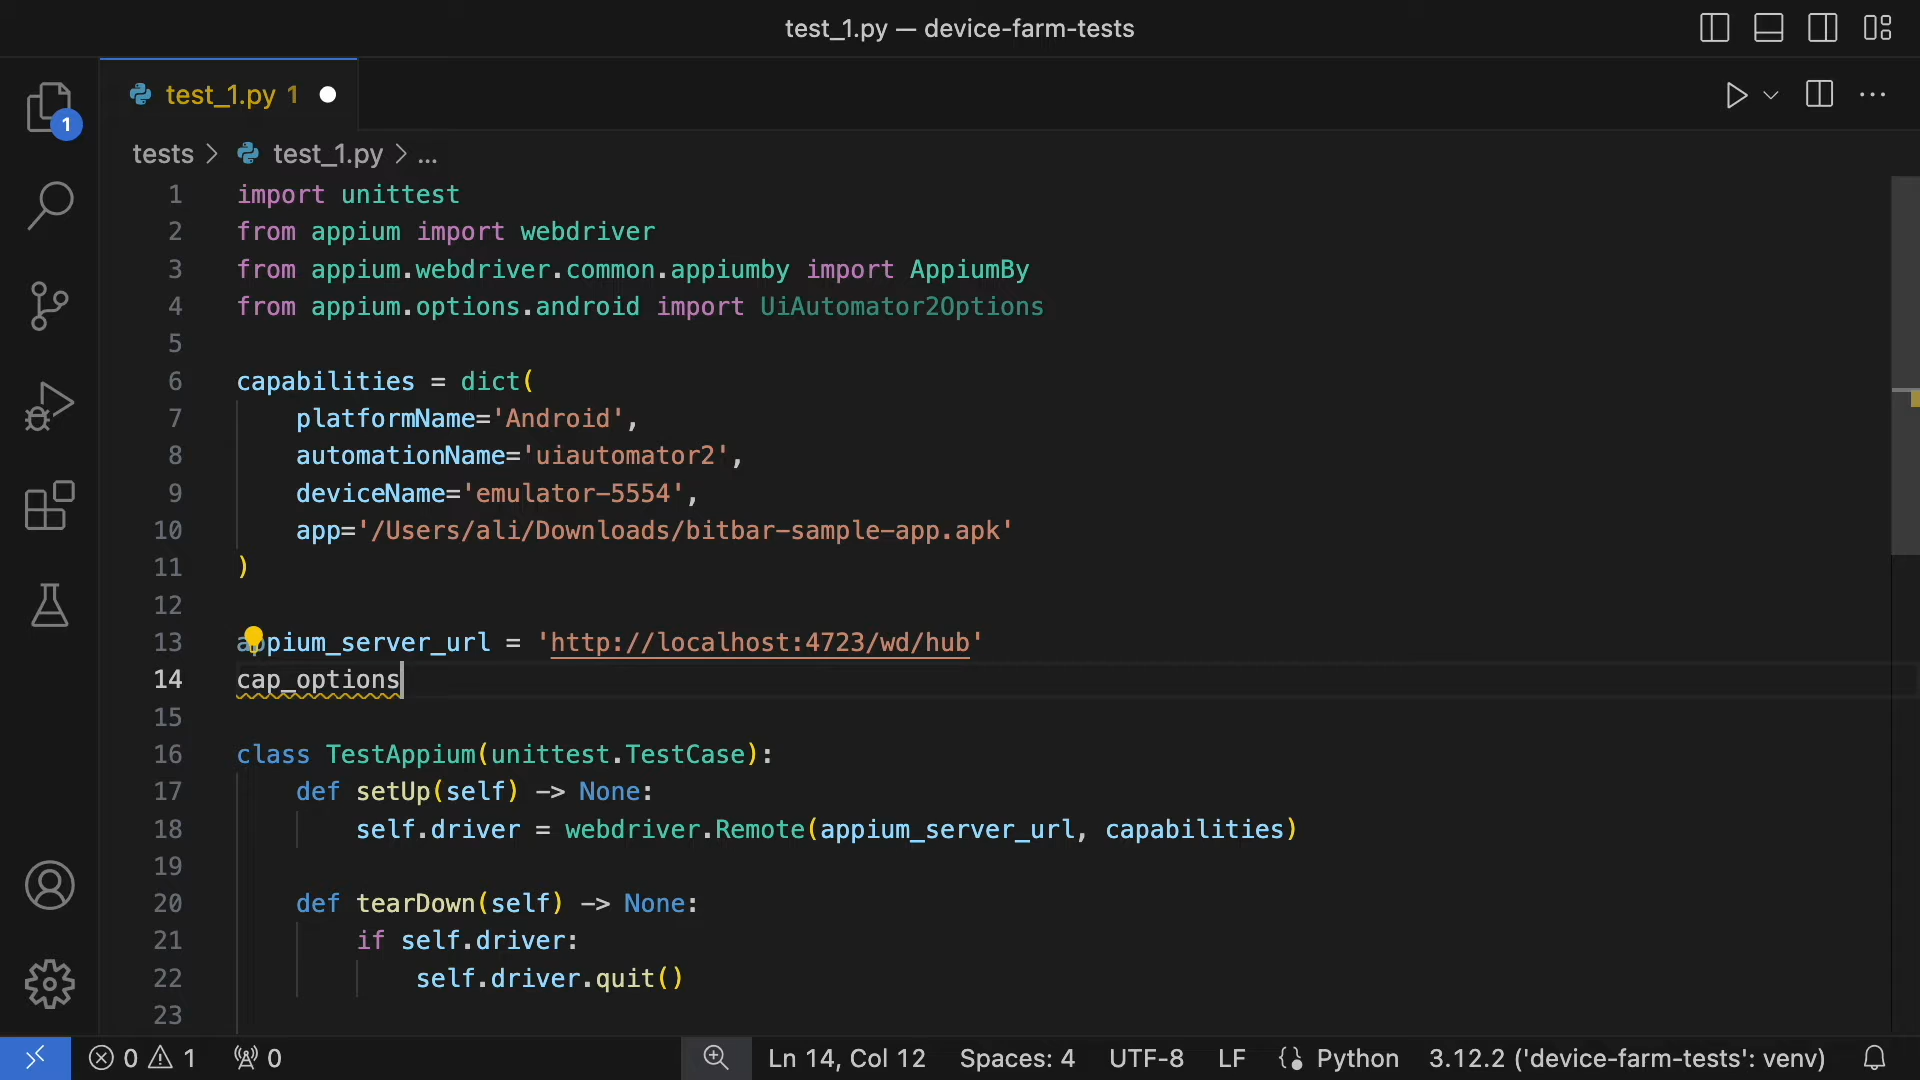 test_1.py — device-farm-tests
1
test_1.py 1
tests > test_1.py > ...
1 import unittest
2 from appium import webdriver
3 from appium.webdriver.common.appiumby import AppiumBy
4 from appium.options.android import UiAutomator2Options
5
6 capabilities = dict(
7     platformName='Android',
8     automationName='uiautomator2',
9     deviceName='emulator-5554',
10     app='/Users/ali/Downloads/bitbar-sample-app.apk'
11 )
12
13 appium_server_url = 'http://localhost:4723/wd/hub'
14 cap_options
15
16 class TestAppium(unittest.TestCase):
17     def setUp(self) -> None:
18         self.driver = webdriver.Remote(appium_server_url, capabilities)
19
20     def tearDown(self) -> None:
21         if self.driver:
22             self.driver.quit()
23
0 1 0 Ln 14, Col 12 Spaces: 4 UTF-8 LF Python 3.12.2 ('device-farm-tests': venv)